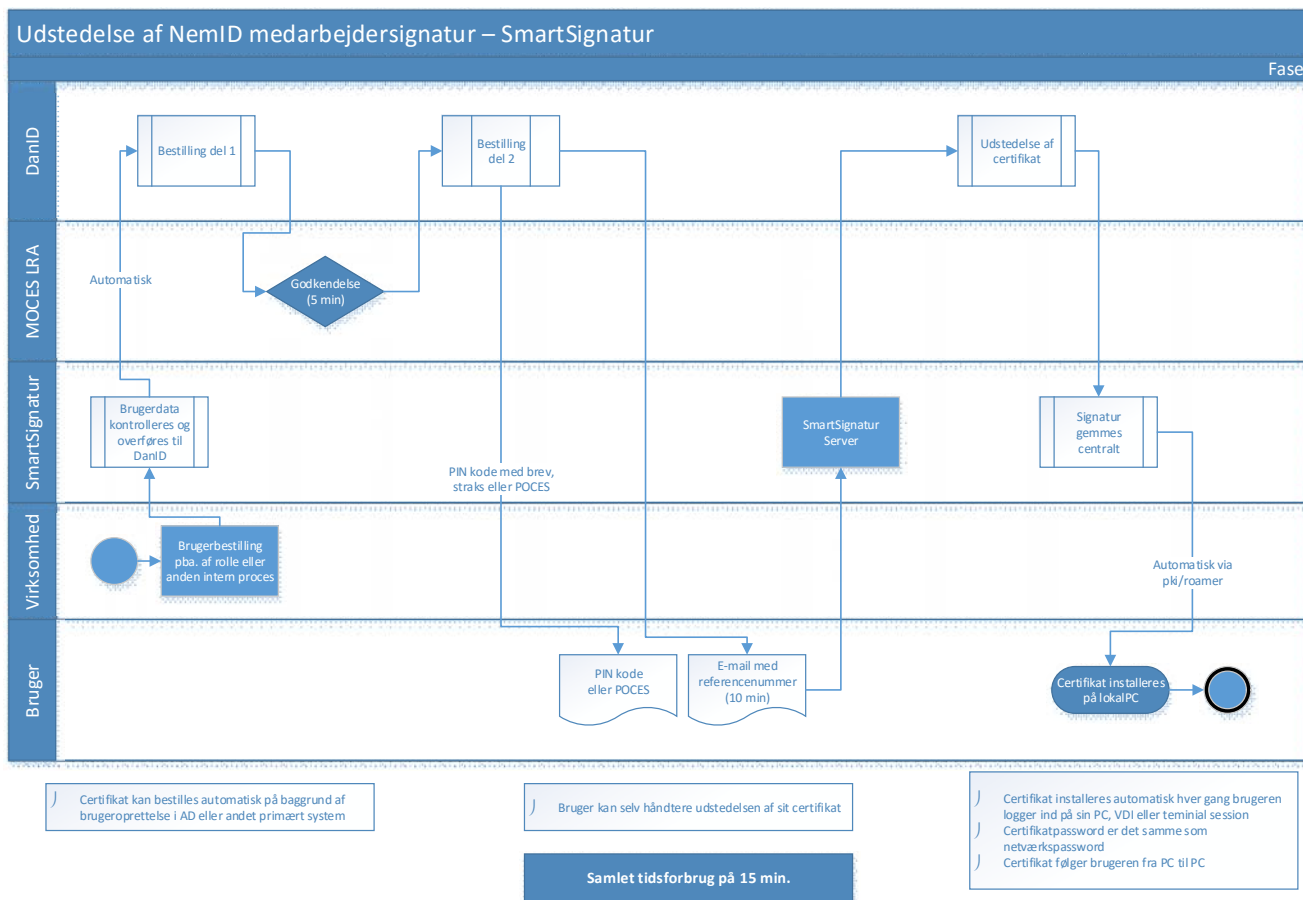 Udstedelse af NemID medarbejdersignatur – SmartSignatur
Fase
DanID
Bestilling del 1
Bestilling
del 2
Udstedelse af
certifikat
MOCES LRA
Automatisk
Godkendelse
(5 min)
SmartSignatur
Brugerdata
kontrolleres og
overføres til
DanID
PIN kode med brev,
straks eller POCES
SmartSignatur
Server
Signatur
gemmes
centralt
Virksomhed
Brugerbestilling
pba. af rolle eller
anden intern proces
Automatisk via
pki/roamer
Bruger
PIN kode
eller POCES
E-mail med
referencenummer
(10 min)
Certifikat installeres
på lokalPC
Certifikat kan bestilles automatisk på baggrund af
brugeroprettelse i AD eller andet primært system
Bruger kan selv håndtere udstedelsen af sit certifikat
Samlet tidsforbrug på 15 min.
Certifikat installeres automatisk hver gang brugeren
logger ind på sin PC, VDI eller teminial session
Certifikatpassword er det samme som
netværkspassword
Certifikat følger brugeren fra PC til PC